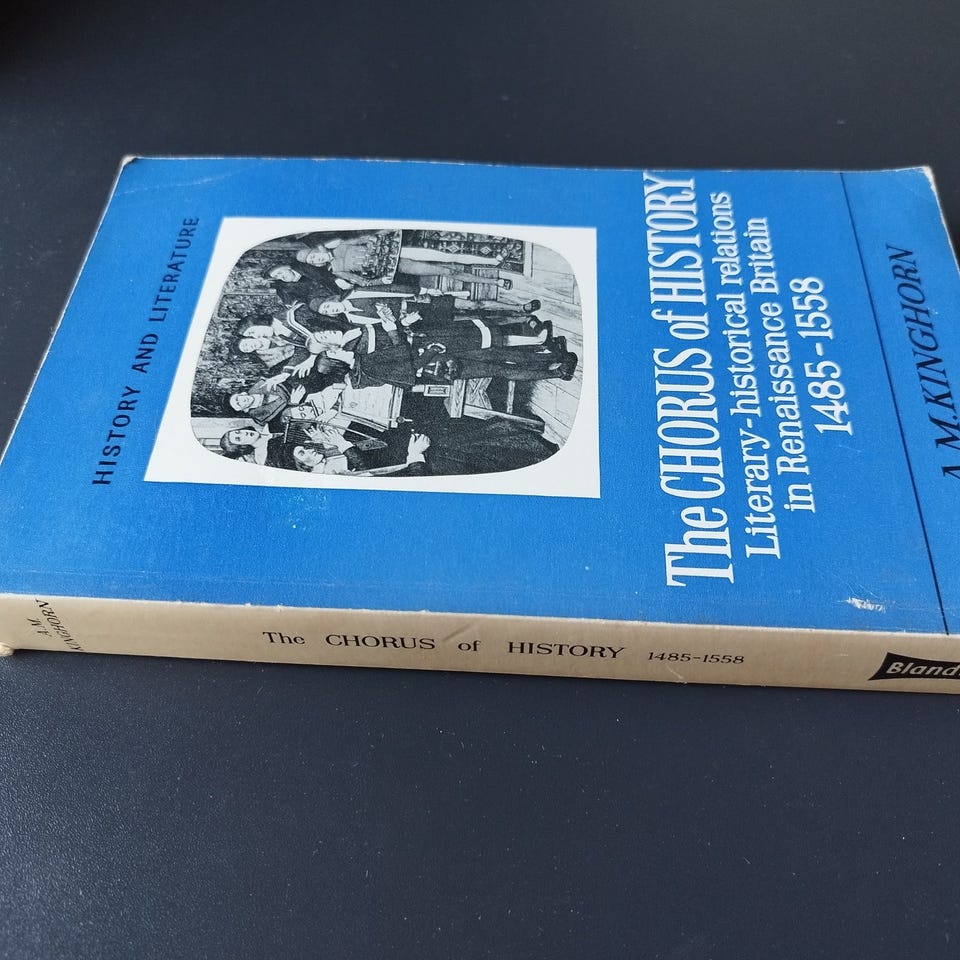 HISTORY AND LITERATURE
The CHORUS of HISTORY
Literary-historical relations
in Renaissance Britain
1485-1558
A.M.KINGHORN
A.M.
KINGHORN
The CHORUS of HISTORY 1485-1558